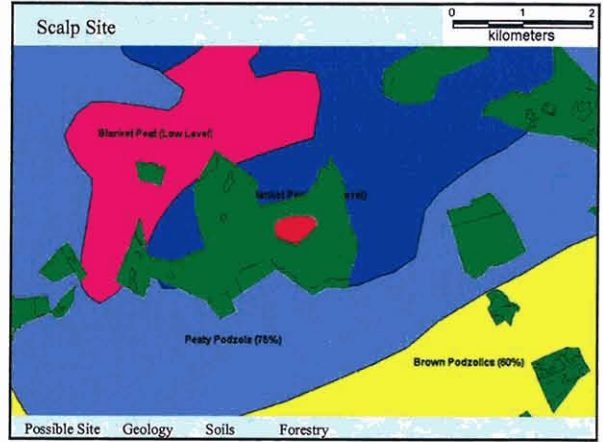 Scalp Site
0 1 2
kilometers
Blanket Peat (Low Level)
Peaty Podzols (75%)
Brown Podzolics (60%)
Possible Site Geology Soils Forestry